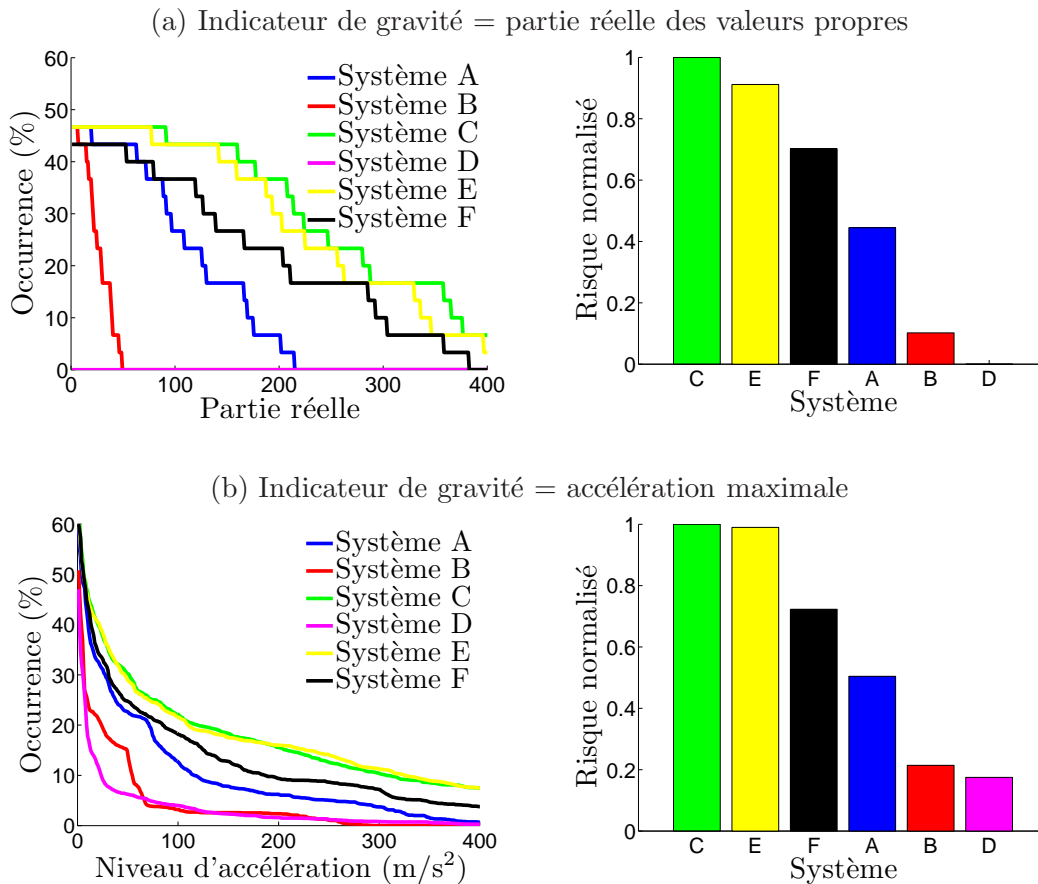 (a) Indicateur de gravité = partie réelle des valeurs propres
60
50
40
30
20
10
0
Occurrence (%)
Système A
Système B
Système C
Système D
Système E
Système F
0 100 200 300 400
Partie réelle
1
0.8
0.6
0.4
0.2
0
Risque normalisé
C E F A B D
Système
(b) Indicateur de gravité = accélération maximale
60
50
40
30
20
10
0
Occurrence (%)
Système A
Système B
Système C
Système D
Système E
Système F
0 100 200 300 400
Niveau d'accélération (m/s²)
1
0.8
0.6
0.4
0.2
0
Risque normalisé
C E F A B D
Système